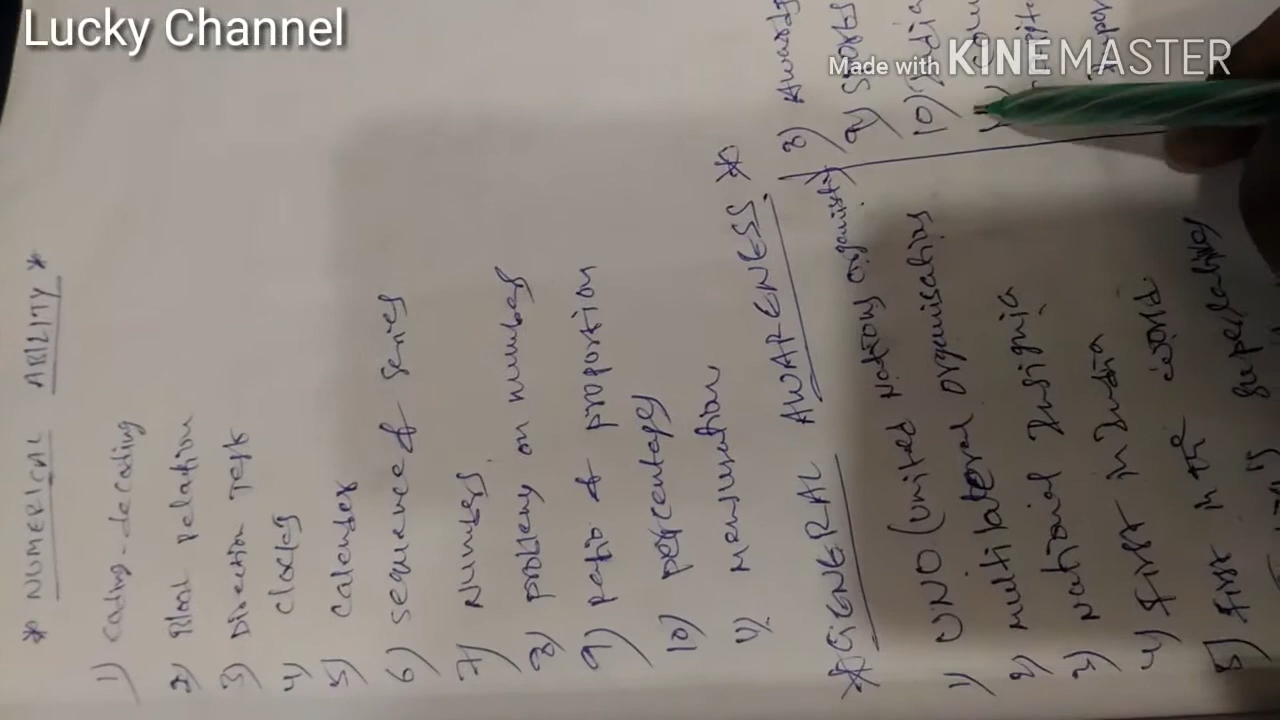 Lucky Channel
Made with KINEMASTER
* NUMERICAL ABILITY *
1) Coding-decoding
2) Blood relation
3) Direction Test
4) Clocks
5) Calender
6) Sequence & series
7) Numbers
8) problems on numbers
9) Ratio & proportion
10) percentages
11) Mensuration
* GENERAL AWARENESS *
1) UNO (United Nations
2) Multilateral organisations
3) National Insignia
4) First in India
5) First in the world
superlatives
8) Awards
9) Sports
10)